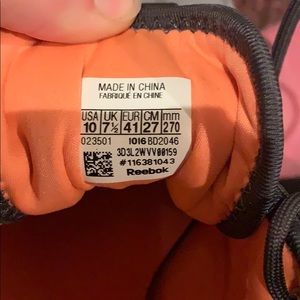 MADE IN CHINA
FABRIQUÉ EN CHINE
USA UK EUR CM mm
10 7½ 41 27 270
023501 1016 BD2046
3D3L2WVV00159
#116381043
Reebok